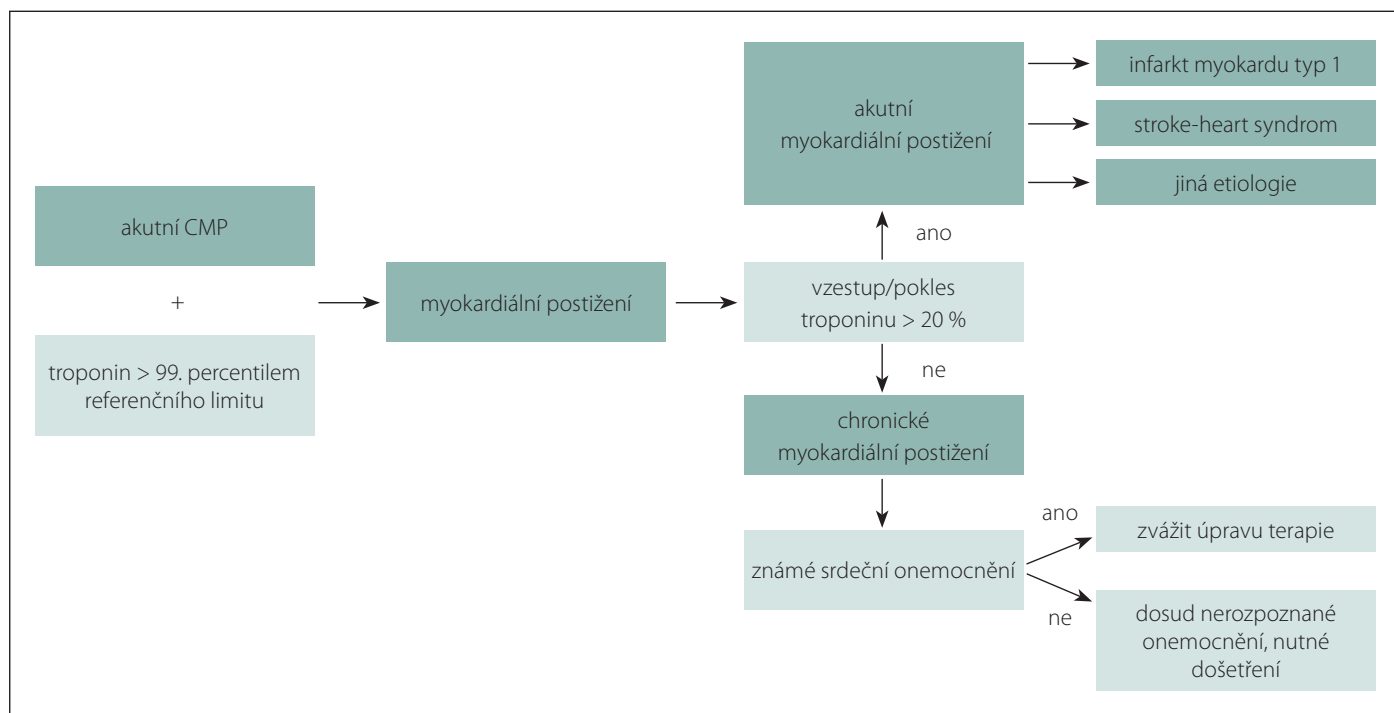 akutní CMP
+
troponin > 99. percentilem
referenčního limitu
myokardiální postižení
vzestup/pokles
troponinu > 20 %
ano
akutní
myokardiální postižení
infarkt myokardu typ 1
stroke-heart syndrom
jiná etiologie
ne
chronické
myokardiální postižení
známé srdeční onemocnění
ano
zvážit úpravu terapie
ne
dosud nerozpoznané
onemocnění, nutné
došetření